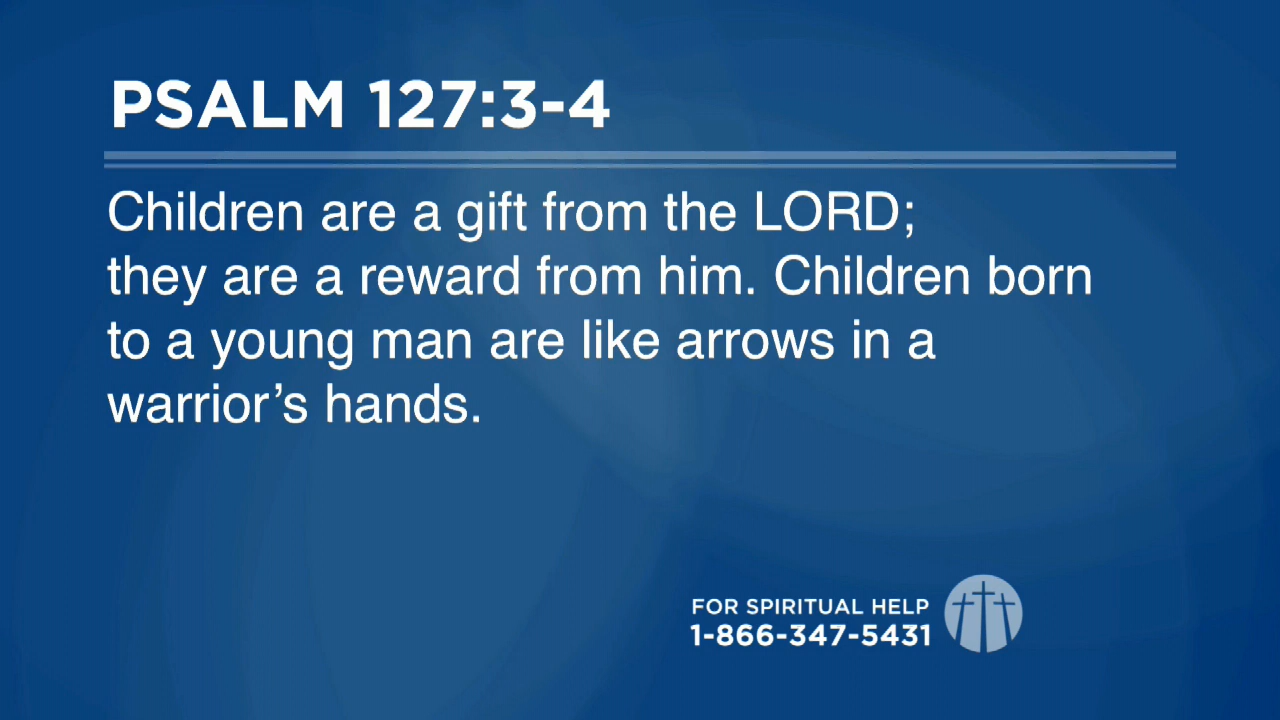 PSALM 127:3-4
Children are a gift from the LORD;
they are a reward from him. Children born
to a young man are like arrows in a
warrior’s hands.
FOR SPIRITUAL HELP
1-866-347-5431